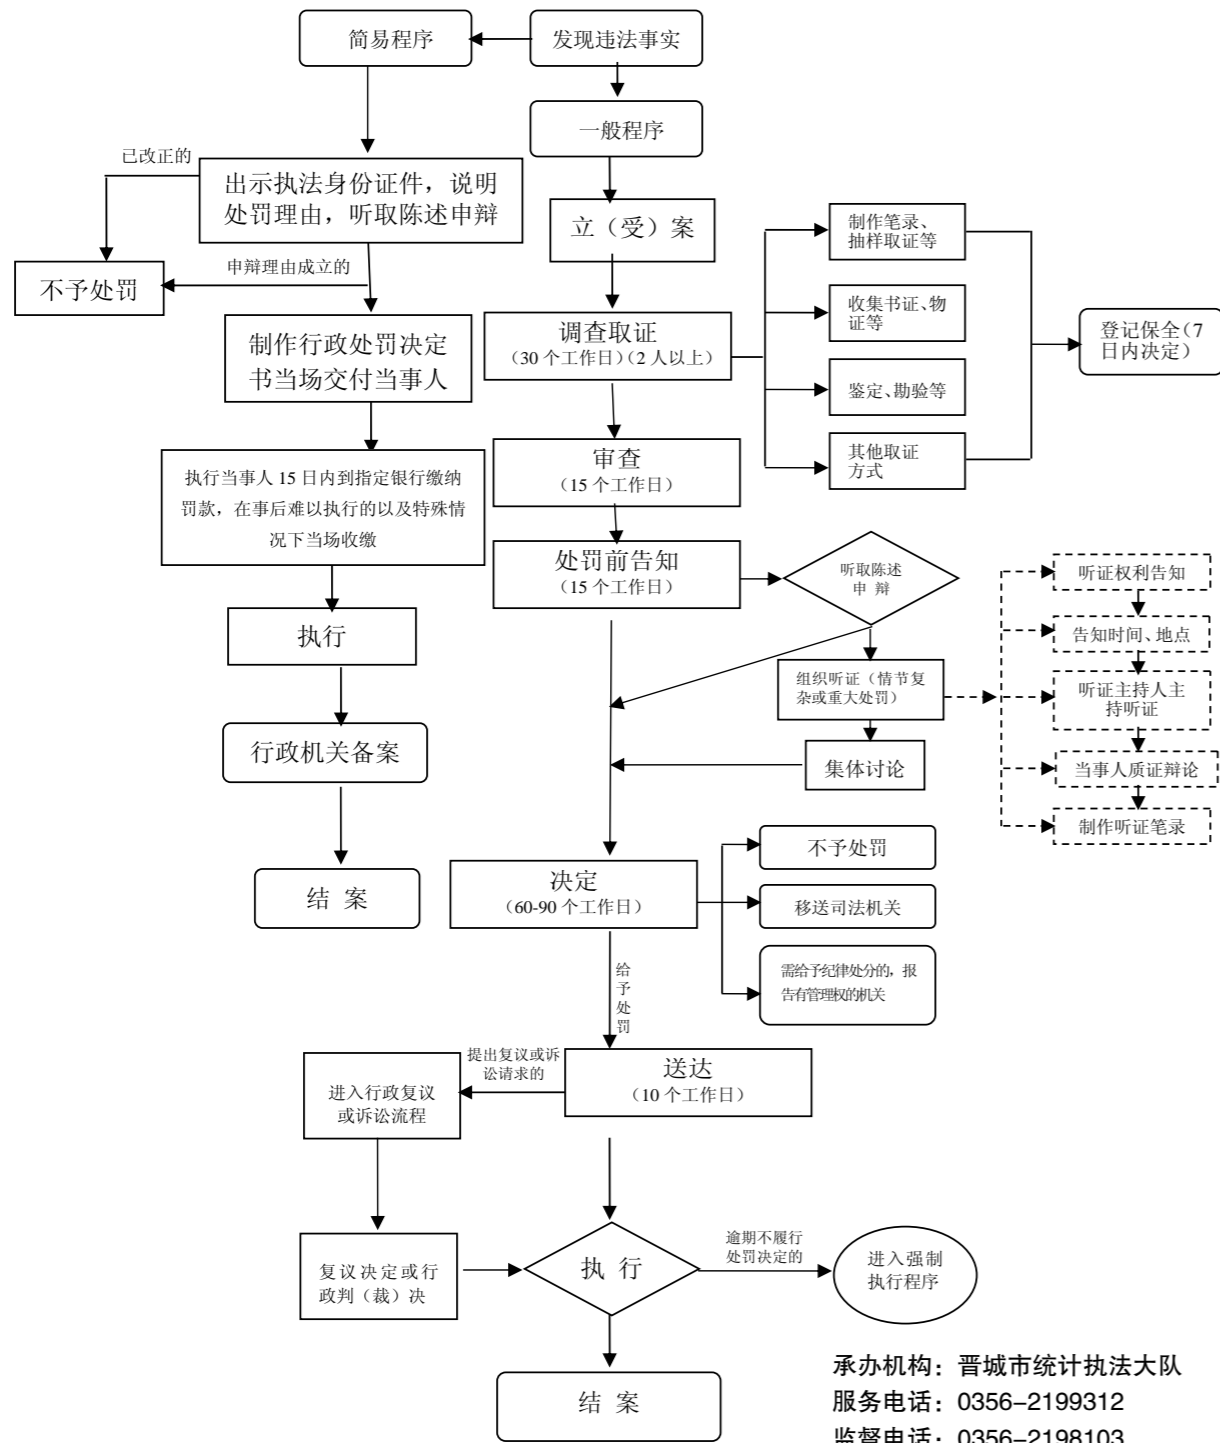 简易程序
发现违法事实
一般程序
已改正的
出示执法身份证件，说明
处罚理由，听取陈述申辩
立（受）案
制作笔录、
抽样取证等
申辩理由成立的
不予处罚
收集书证、物
证等
登记保全（7
日内决定）
调查取证
（30 个工作日）（2 人以上）
制作行政处罚决定
书当场交付当事人
鉴定、勘验等
其他取证
方式
审查
（15 个工作日）
执行当事人 15 日内到指定银行缴纳
罚款，在事后难以执行的以及特殊情
况下当场收缴
处罚前告知
（15 个工作日）
听取陈述
申 辩
听证权利告知
执行
告知时间、地点
组织听证（情节复
杂或重大处罚）
听证主持人主
持听证
行政机关备案
集体讨论
当事人质证辩论
制作听证笔录
不予处罚
结 案
决定
（60-90 个工作日）
移送司法机关
需给予纪律处分的，报
告有管理权的机关
给
予
处
罚
提出复议或诉
讼请求的
送达
（10 个工作日）
进入行政复议
或诉讼流程
复议决定或行
政判（裁）决
执 行
逾期不履行
处罚决定的
进入强制
执行程序
结 案
承办机构：晋城市统计执法大队
服务电话：0356-2199312
监督电话：0356-2198103